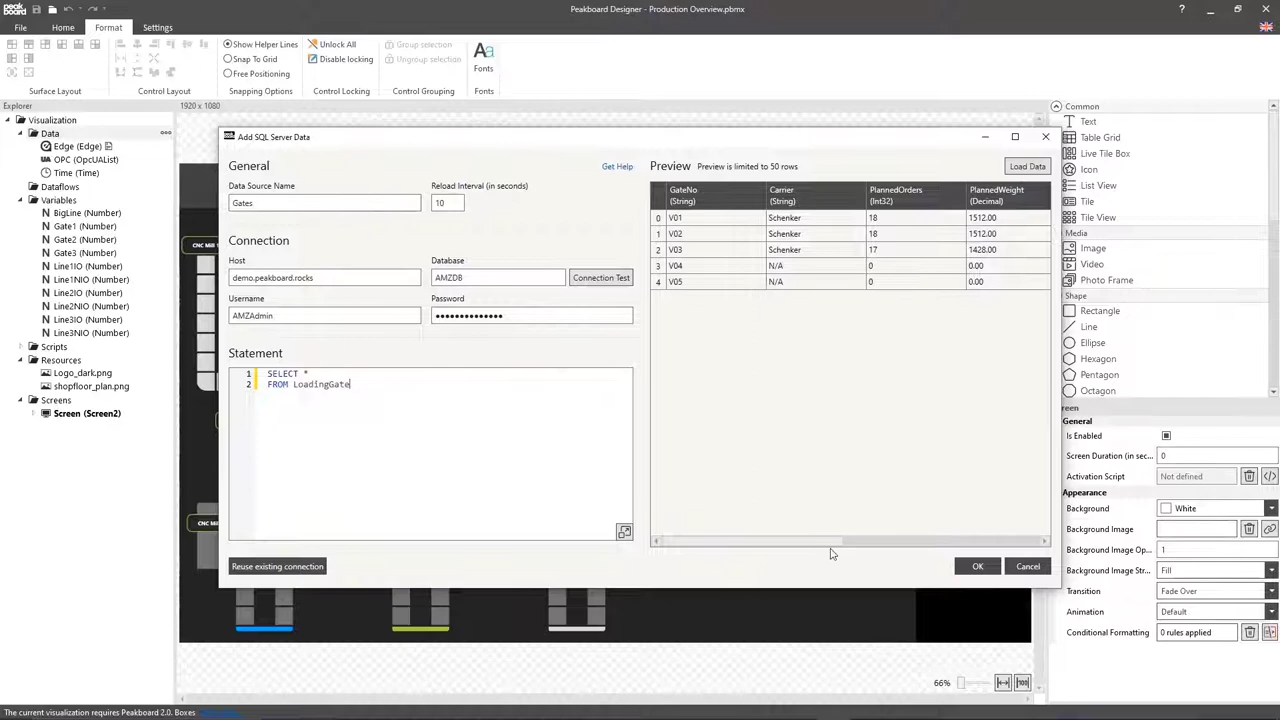 peak
board
Peakboard Designer - Production Overview.pbmx
File
Home
Format
Settings
Show Helper Lines
Snap To Grid
Free Positioning
Unlock All
Disable locking
Group selection
Ungroup selection
Fonts
Surface Layout
Control Layout
Snapping Options
Control Locking
Control Grouping
Fonts
Explorer
1920 x 1080
Visualization
Data
Edge (Edge)
OPC (OpcUAList)
Time (Time)
Dataflows
Variables
BigLine (Number)
Gate1 (Number)
Gate2 (Number)
Gate3 (Number)
Line1IO (Number)
Line1NIO (Number)
Line2IO (Number)
Line2NIO (Number)
Line3IO (Number)
Line3NIO (Number)
Scripts
Resources
Logo_dark.png
shopfloor_plan.png
Screens
Screen (Screen2)
CNC Mill 1
CNC Mill
Add SQL Server Data
General
Get Help
Data Source Name
Reload Interval (in seconds)
Gates
10
Connection
Host
Database
demo.peakboard.rocks
AMZDB
Connection Test
Username
Password
AMZAdmin
••••••••••••••
Statement
1 SELECT *
2 FROM LoadingGate
Reuse existing connection
Preview Preview is limited to 50 rows
Load Data
GateNo (String) Carrier (String) PlannedOrders (Int32) PlannedWeight (Decimal)
0 V01 Schenker 18 1512.00
1 V02 Schenker 18 1512.00
2 V03 Schenker 17 1428.00
3 V04 N/A 0 0.00
4 V05 N/A 0 0.00
OK
Cancel
66%
Common
Text
Table Grid
Live Tile Box
Icon
List View
Tile
Tile View
Media
Image
Video
Photo Frame
Shape
Rectangle
Line
Ellipse
Hexagon
Pentagon
Octagon
General
Is Enabled
Screen Duration (in sec... 0
Activation Script Not defined
Appearance
Background White
Background Image
Background Image Op... 1
Background Image Str... Fill
Transition Fade Over
Animation Default
Conditional Formatting 0 rules applied
The current visualization requires Peakboard 2.0. Boxes